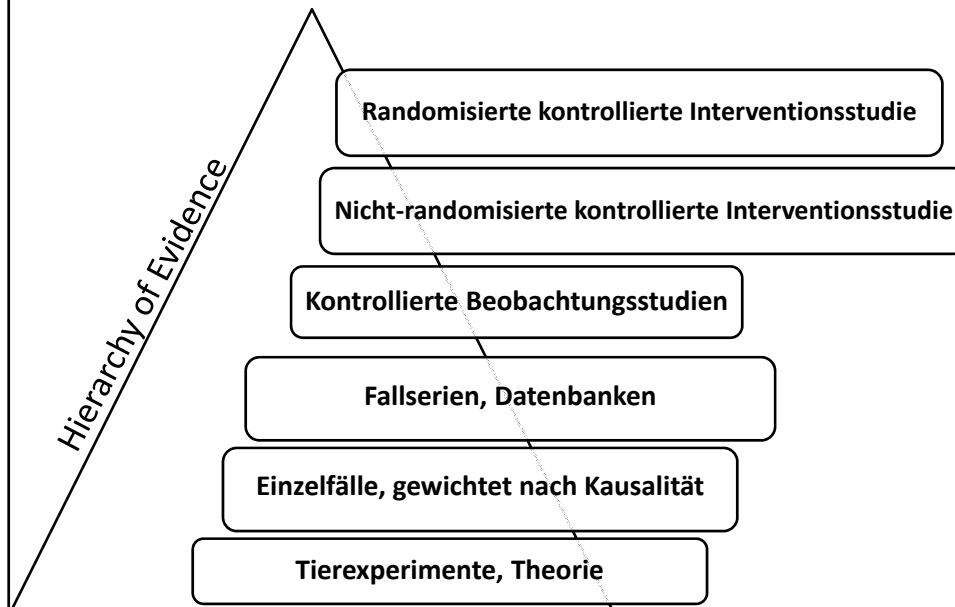 Hierarchy of Evidence
Randomisierte kontrollierte Interventionsstudie
Nicht-randomisierte kontrollierte Interventionsstudie
Kontrollierte Beobachtungsstudien
Fallserien, Datenbanken
Einzelfälle, gewichtet nach Kausalität
Tierexperimente, Theorie